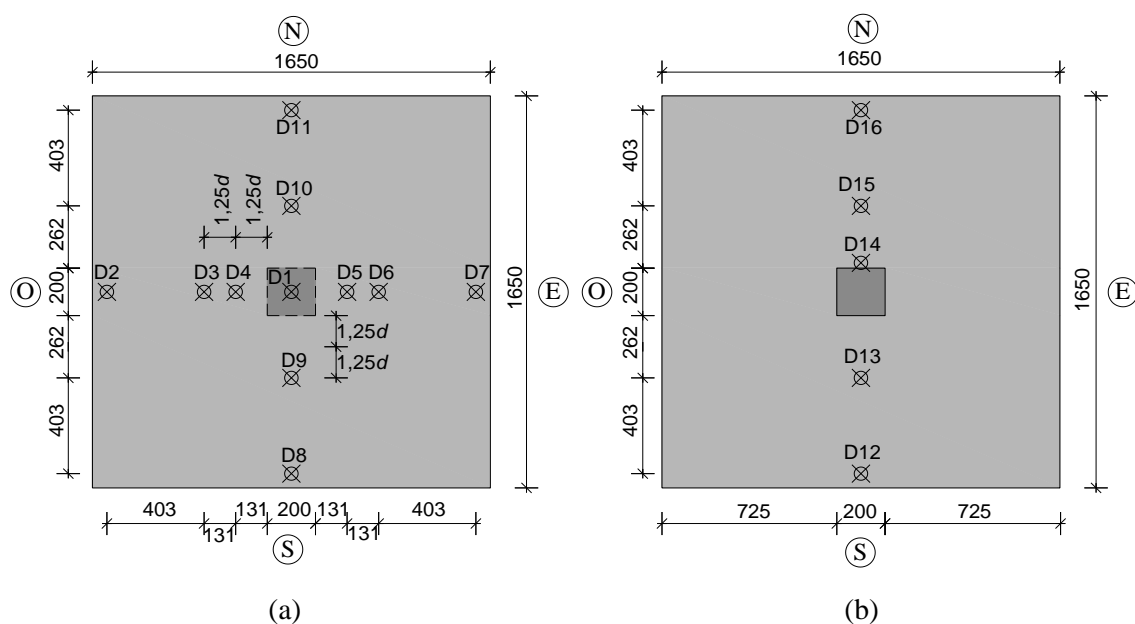 N
1650
D11
D10
1,25d
1,25d
403
262
200
262
403
O
D2
D3
D4
D1
D5
D6
D7
E
1650
1,25d
1,25d
D9
D8
403
131
131
200
131
131
403
S
(a)
N
1650
D16
D15
D14
403
262
200
262
403
O
E
1650
D13
D12
725
200
725
S
(b)